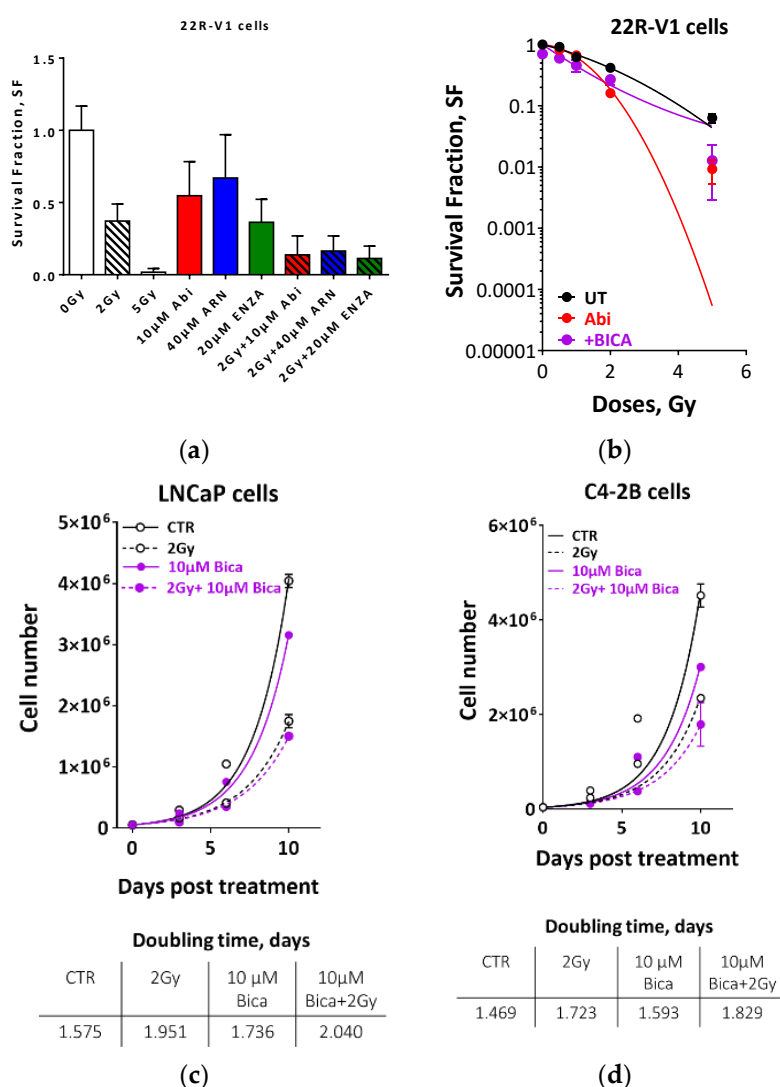 22R-V1 cells
Survival Fraction, SF
1.5
1.0
0.5
0.0
0Gy
2Gy
5Gy
10µM Abi
40µM ARN
20µM ENZA
2Gy+10µM Abi
2Gy+40µM ARN
2Gy+20µM ENZA
(a)
22R-V1 cells
Survival Fraction, SF
1
0.1
0.01
0.001
0.0001
0.00001
UT
Abi
+BICA
0
2
4
6
Doses, Gy
(b)
LNCaP cells
Cell number
5×10⁶
4×10⁶
3×10⁶
2×10⁶
1×10⁶
0
CTR
2Gy
10µM Bica
2Gy+ 10µM Bica
0
5
10
Days post treatment
Doubling time, days
CTR 2Gy 10 µM Bica 10µM Bica+2Gy
1.575 1.951 1.736 2.040
(c)
C4-2B cells
Cell number
6×10⁶
4×10⁶
2×10⁶
0
CTR
2Gy
10µM Bica
2Gy+ 10µM Bica
0
5
10
Days post treatment
Doubling time, days
CTR 2Gy 10 µM Bica 10µM Bica+2Gy
1.469 1.723 1.593 1.829
(d)